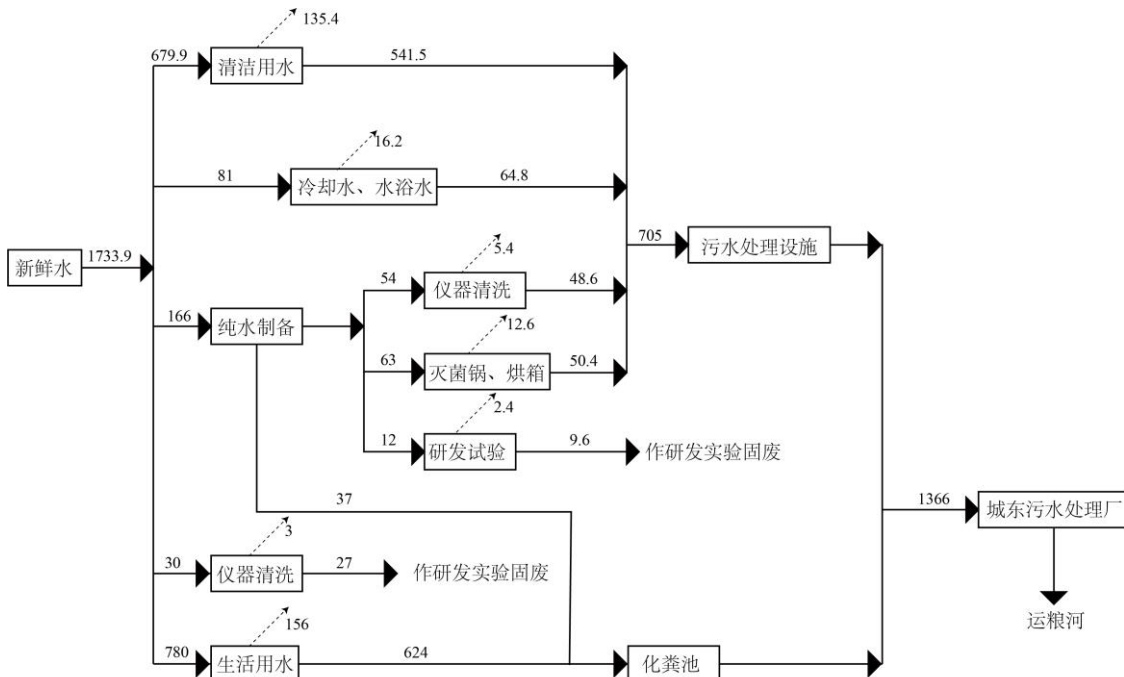 135.4
679.9
清洁用水
541.5
16.2
81
冷却水、水浴水
64.8
新鲜水
1733.9
705
污水处理设施
5.4
54
仪器清洗
48.6
166
纯水制备
12.6
63
灭菌锅、烘箱
50.4
2.4
12
研发试验
9.6
作研发实验固废
37
1366
城东污水处理厂
3
30
仪器清洗
27
作研发实验固废
运粮河
156
780
生活用水
624
化粪池